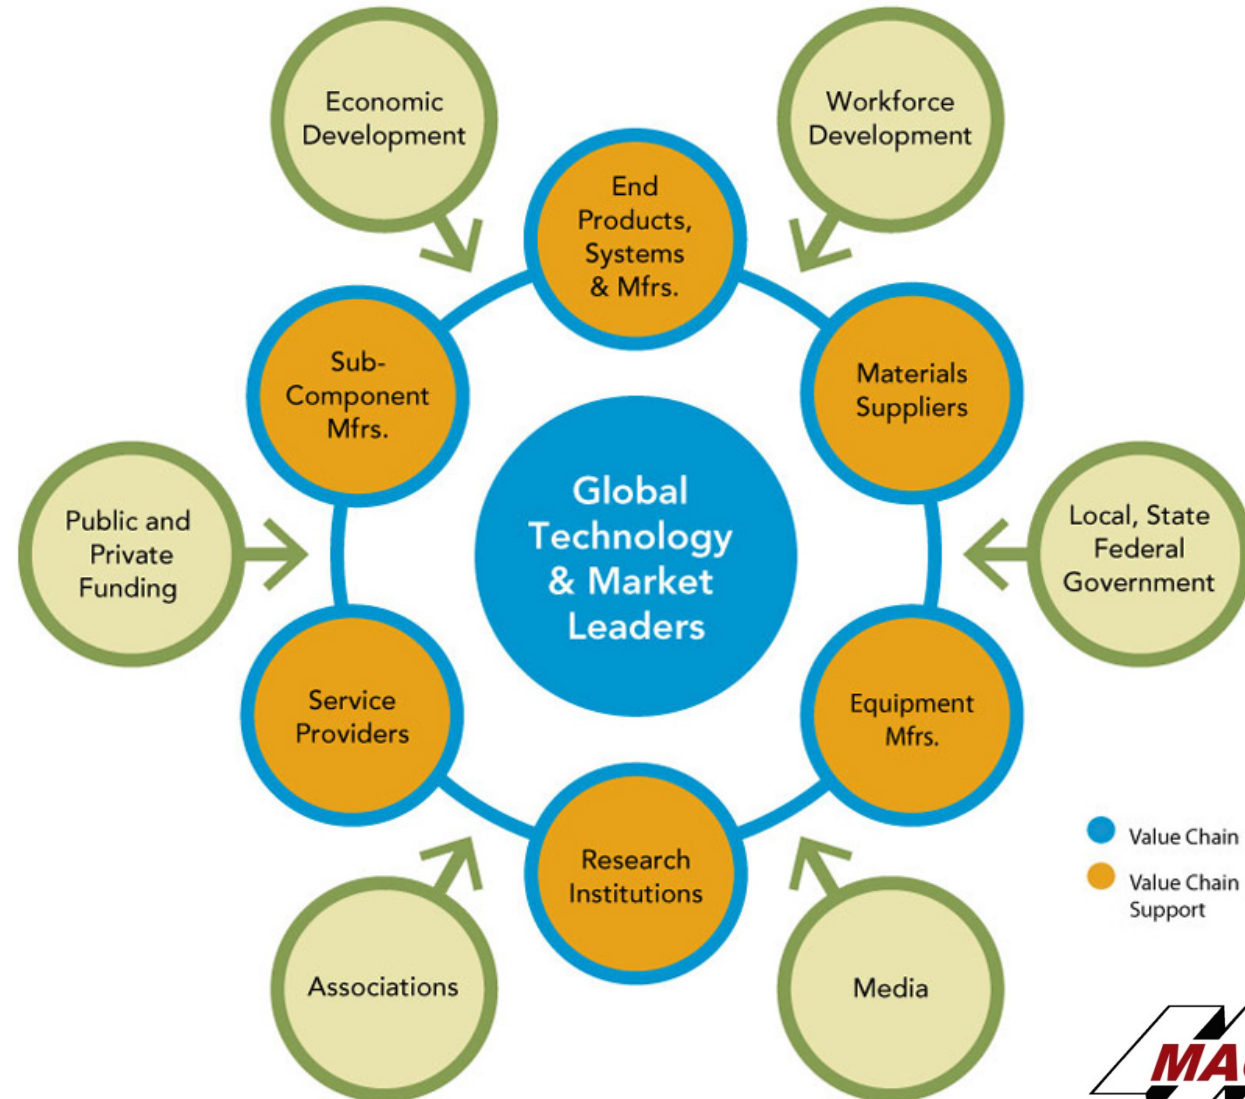 Economic
Development
Workforce
Development
End
Products,
Systems
& Mfrs.
Sub-
Component
Mfrs.
Materials
Suppliers
Public and
Private
Funding
Global
Technology
& Market
Leaders
Local, State
Federal
Government
Service
Providers
Equipment
Mfrs.
Research
Institutions
Value Chain
Value Chain
Support
Associations
Media